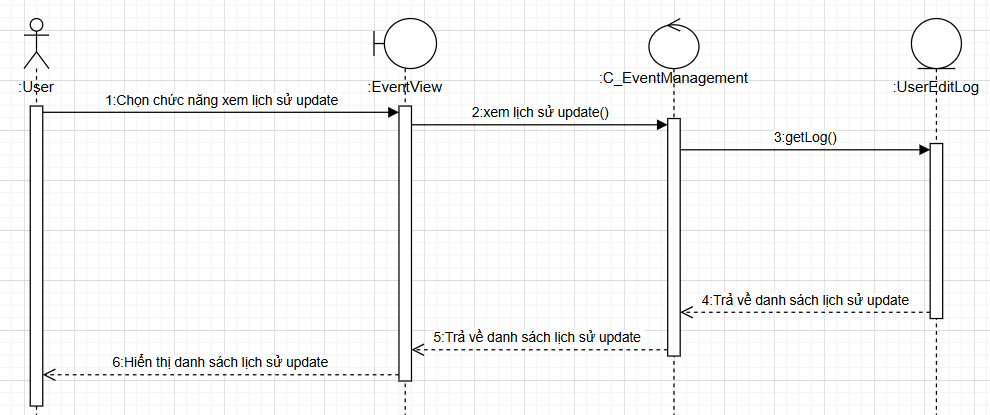 :User
:EventView
:C_EventManagement
:UserEditLog
1:Chọn chức năng xem lịch sử update
2:xem lịch sử update()
3:getLog()
4:Trả về danh sách lịch sử update
5:Trả về danh sách lịch sử update
6:Hiển thị danh sách lịch sử update